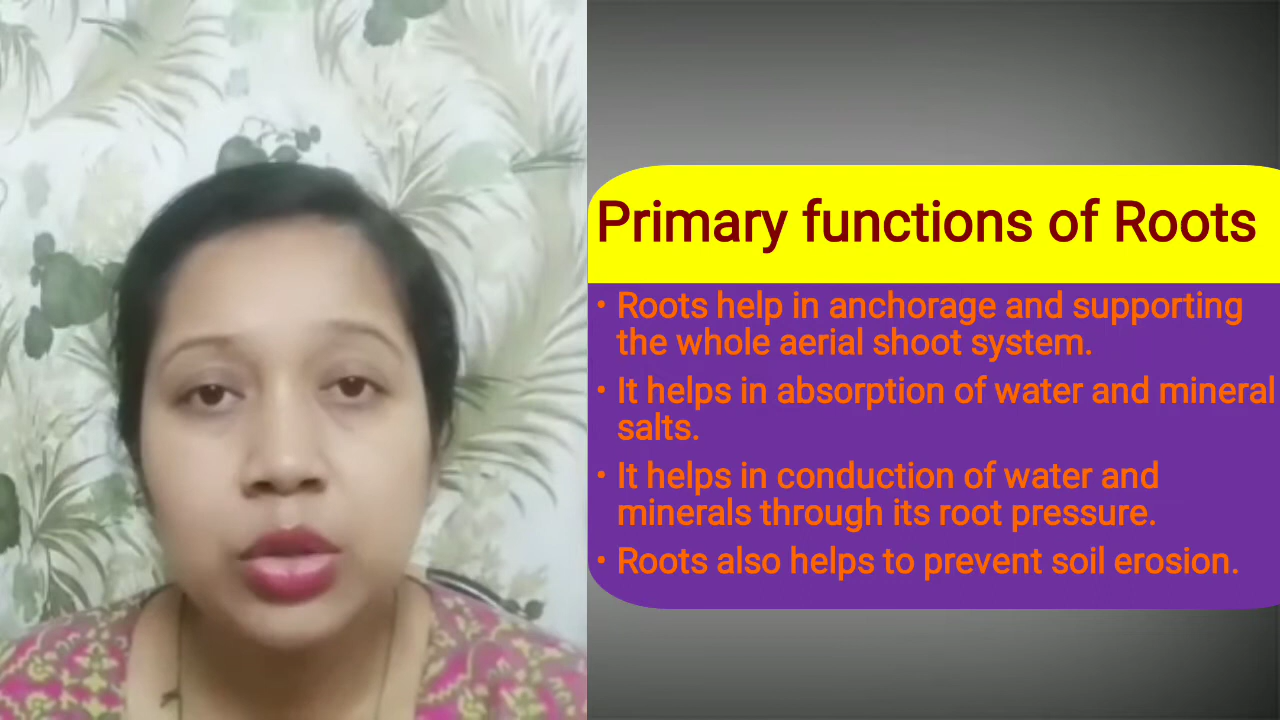 Primary functions of Roots
• Roots help in anchorage and supporting
the whole aerial shoot system.
• It helps in absorption of water and mineral
salts.
• It helps in conduction of water and
minerals through its root pressure.
• Roots also helps to prevent soil erosion.